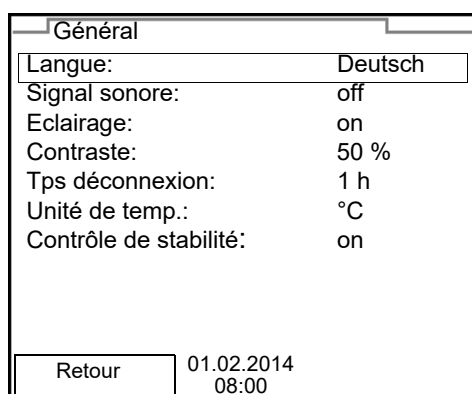 Général
Langue: Deutsch
Signal sonore: off
Eclairage: on
Contraste: 50 %
Tps déconnexion: 1 h
Unité de temp.: °C
Contrôle de stabilité: on
Retour 01.02.2014
08:00